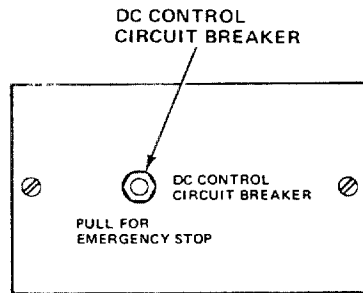 DC CONTROL
CIRCUIT BREAKER
DC CONTROL
CIRCUIT BREAKER
PULL FOR
EMERGENCY STOP